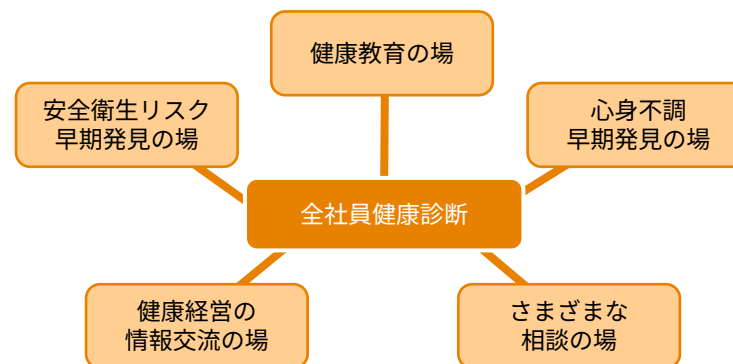 健康教育の場
安全衛生リスク
早期発見の場
心身不調
早期発見の場
全社員健康診断
健康経営の
情報交流の場
さまざまな
相談の場